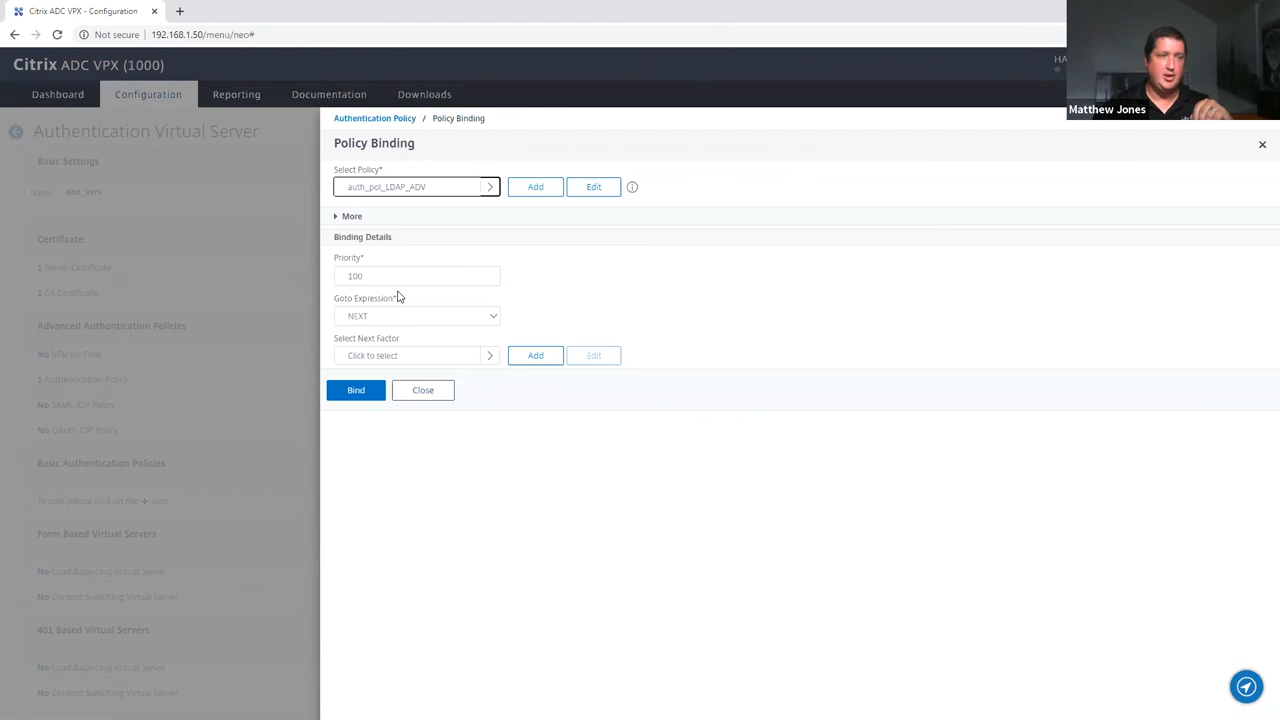 Citrix ADC VPX - Configuration
Not secure 192.168.1.50/menu/neo#
Citrix ADC VPX (1000)
HA
Matthew Jones
Dashboard Configuration Reporting Documentation Downloads
Authentication Virtual Server
Basic Settings
Name
Certificate
1 Server Certificate
1 CA Certificate
Advanced Authentication Policies
No nFactor Flow
1 Authentication
No SAML IDP Policy
No OAuth IDP Policy
Basic Authentication Policies
To add, please click on the + icon
Form Based Virtual Servers
No Load Balancing Virtual Server
No Content Switching Virtual Server
401 Based Virtual Servers
No Load Balancing Virtual Server
No Content Switching Virtual Server
Authentication Policy / Policy Binding
Policy Binding
Select Policy*
auth_pol_LDAP_ADV Add Edit
More
Binding Details
Priority*
100
Goto Expression*
NEXT
Select Next Factor
Click to select Add Edit
Bind Close